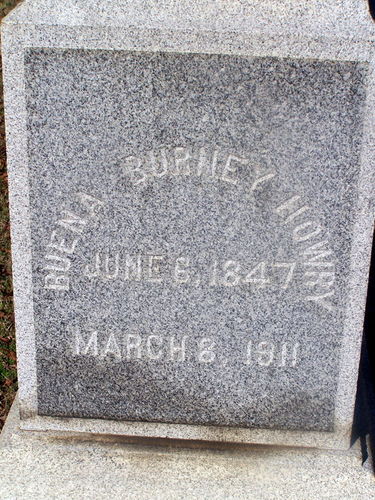 BUENA BURNEY HOWRY
JUNE 6, 1847
MARCH 8, 1911